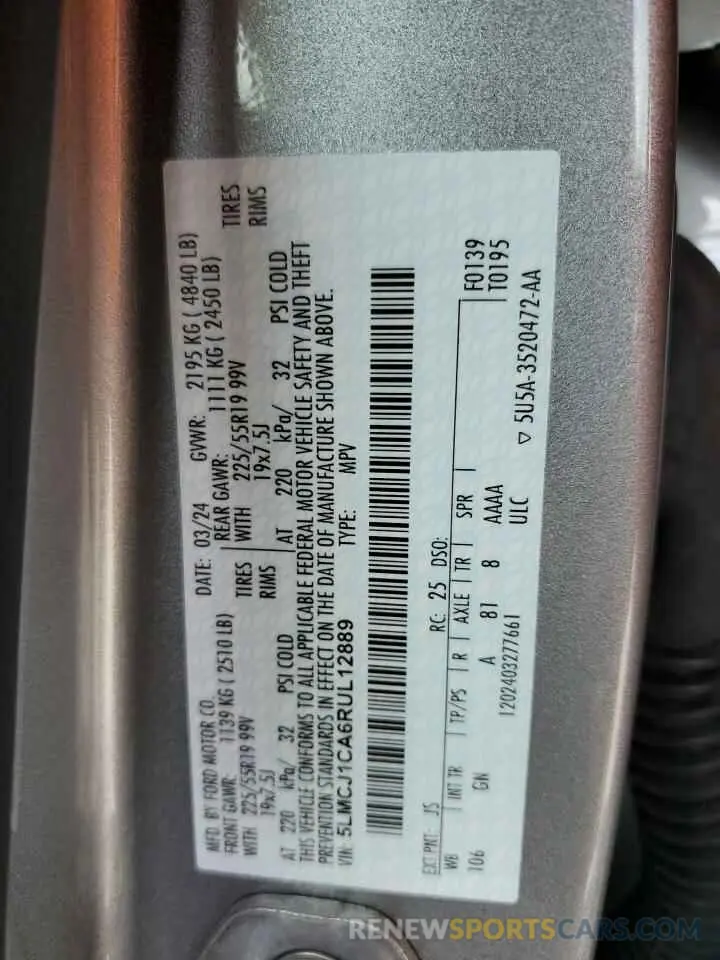 MFD. BY FORD MOTOR CO.
DATE: 03/24 GVWR: 2195 KG ( 4840 LB)
FRONT GAWR: 1139 KG ( 2510 LB) REAR GAWR: 1111 KG ( 2450 LB)
WITH 225/55R19 99V TIRES WITH 225/55R19 99V TIRES
19x7.5J RIMS 19x7.5J RIMS
AT 220 kPa/ 32 PSI COLD AT 220 kPa/ 32 PSI COLD
THIS VEHICLE CONFORMS TO ALL APPLICABLE FEDERAL MOTOR VEHICLE SAFETY AND THEFT
PREVENTION STANDARDS IN EFFECT ON THE DATE OF MANUFACTURE SHOWN ABOVE.
VIN: 5LMCJ1CA6RUL12889 TYPE: MPV
EXT PNT: JS RC: 25 DSO:
WB INT TR TP/PS R AXLE TR SPR F0139
106 GN A 81 8 AAAA T0195
1202403277661 ULC ▽ 5U5A-3520472-AA
RENEWSPORTSCARS.COM